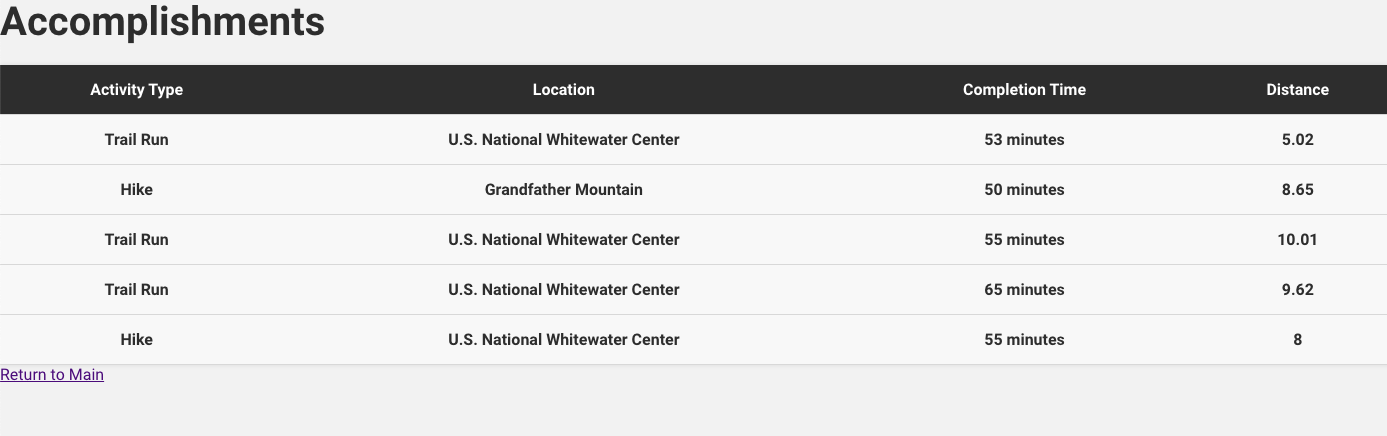 Accomplishments
Activity Type Location Completion Time Distance
Trail Run U.S. National Whitewater Center 53 minutes 5.02
Hike Grandfather Mountain 50 minutes 8.65
Trail Run U.S. National Whitewater Center 55 minutes 10.01
Trail Run U.S. National Whitewater Center 65 minutes 9.62
Hike U.S. National Whitewater Center 55 minutes 8
Return to Main